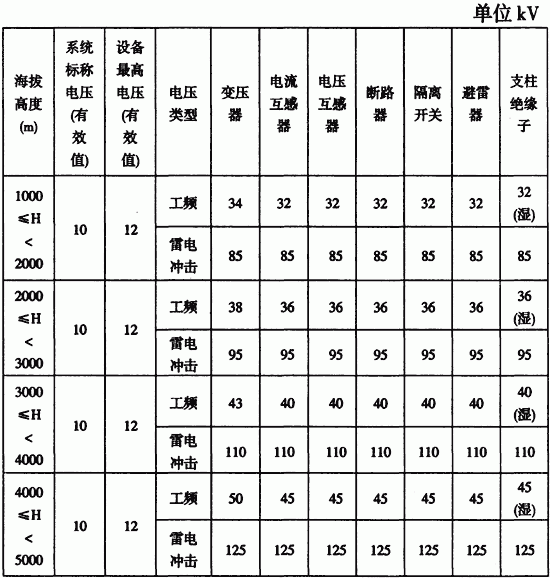 单位 kV
海拔高度(m) 系统标称电压(有效值) 设备最高电压(有效值) 电压类型 变压器 电流互感器 电压互感器 断路器 隔离开关 避雷器 支柱绝缘子
1000≤H<2000 10 12 工频 34 32 32 32 32 32 32(湿)
雷电冲击 85 85 85 85 85 85 85
2000≤H<3000 10 12 工频 38 36 36 36 36 36 36(湿)
雷电冲击 95 95 95 95 95 95 95
3000≤H<4000 10 12 工频 43 40 40 40 40 40 40(湿)
雷电冲击 110 110 110 110 110 110 110
4000≤H<5000 10 12 工频 50 45 45 45 45 45 45(湿)
雷电冲击 125 125 125 125 125 125 125